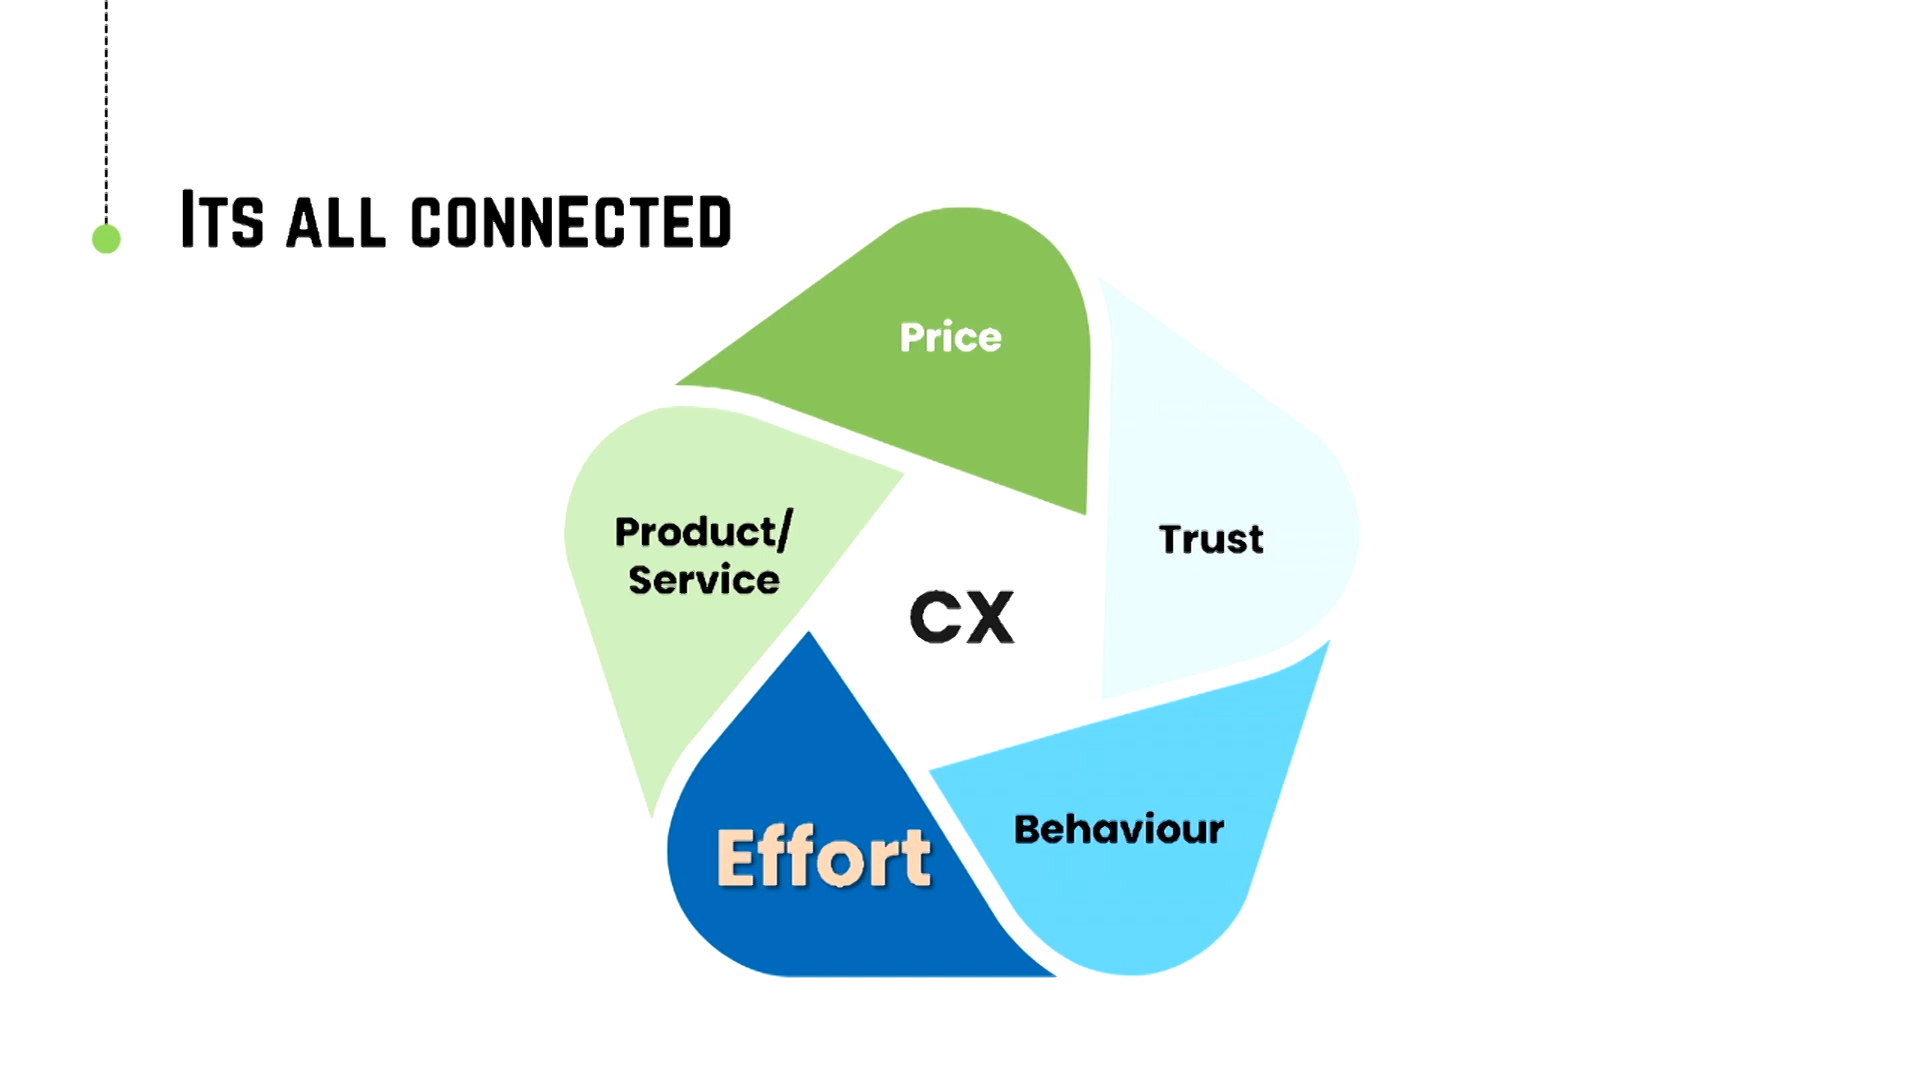 Its all connected
Price
Trust
Product/
Service
CX
Effort
Behaviour